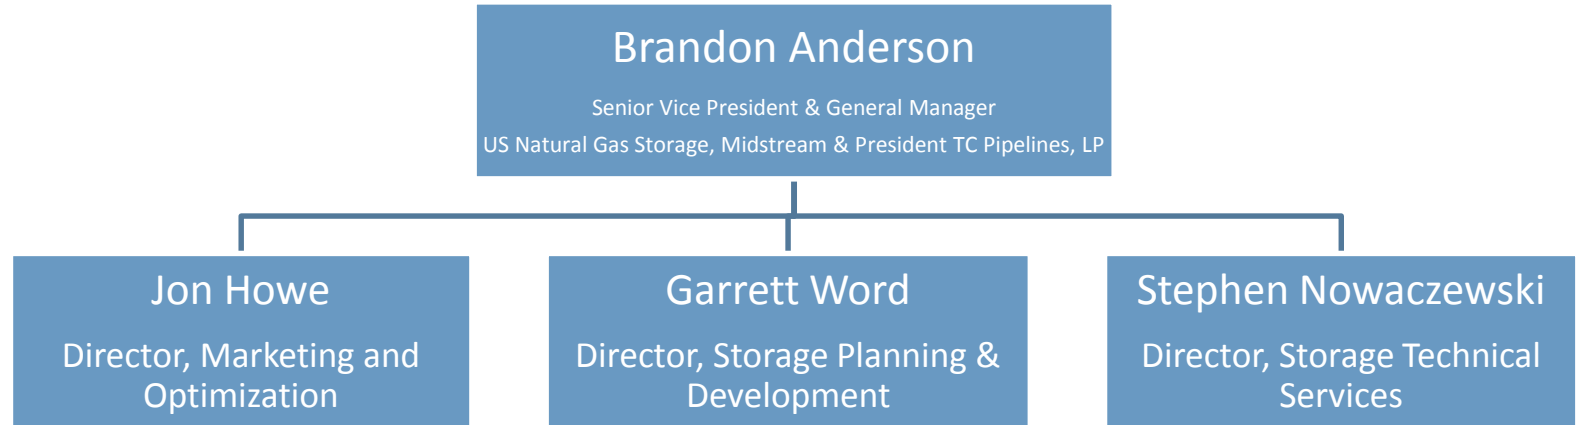 Brandon Anderson
Senior Vice President & General Manager
US Natural Gas Storage, Midstream & President TC Pipelines, LP
Jon Howe
Director, Marketing and
Optimization
Garrett Word
Director, Storage Planning &
Development
Stephen Nowaczewski
Director, Storage Technical
Services